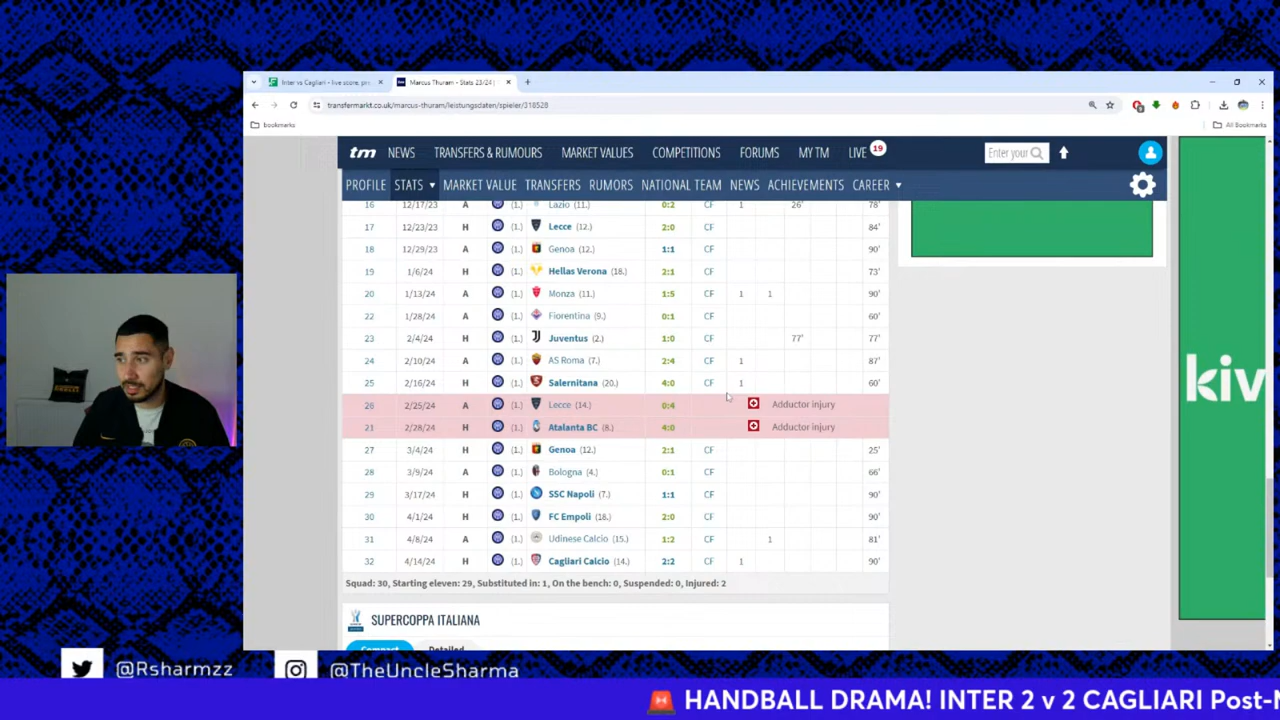 Inter vs Cagliari - live score, pre
Marcus Thuram - Stats 23/24 |
transfermarkt.co.uk/marcus-thuram/leistungsdaten/spieler/318528
bookmarks
All Bookmarks
tm NEWS TRANSFERS & RUMOURS MARKET VALUES COMPETITIONS FORUMS MY TM LIVE 19 Enter your
PROFILE STATS MARKET VALUE TRANSFERS RUMORS NATIONAL TEAM NEWS ACHIEVEMENTS CAREER
16 12/17/23 A (1.) Lazio (11.) 0:2 CF 1 26' 78'
17 12/23/23 H (1.) Lecce (12.) 2:0 CF 84'
18 12/29/23 A (1.) Genoa (12.) 1:1 CF 90'
19 1/6/24 H (1.) Hellas Verona (18.) 2:1 CF 73'
20 1/13/24 A (1.) Monza (11.) 1:5 CF 1 1 90'
22 1/28/24 A (1.) Fiorentina (9.) 0:1 CF 60'
23 2/4/24 H (1.) Juventus (2.) 1:0 CF 77' 77'
24 2/10/24 A (1.) AS Roma (7.) 2:4 CF 1 87'
25 2/16/24 H (1.) Salernitana (20.) 4:0 CF 1 60'
26 2/25/24 A (1.) Lecce (14.) 0:4 Adductor injury
21 2/28/24 H (1.) Atalanta BC (8.) 4:0 Adductor injury
27 3/4/24 H (1.) Genoa (12.) 2:1 CF 25'
28 3/9/24 A (1.) Bologna (4.) 0:1 CF 66'
29 3/17/24 H (1.) SSC Napoli (7.) 1:1 CF 90'
30 4/1/24 H (1.) FC Empoli (18.) 2:0 CF 90'
31 4/8/24 A (1.) Udinese Calcio (15.) 1:2 CF 1 81'
32 4/14/24 H (1.) Cagliari Calcio (14.) 2:2 CF 1 90'
Squad: 30, Starting eleven: 29, Substituted in: 1, On the bench: 0, Suspended: 0, Injured: 2
SUPERCOPPA ITALIANA
Compact Detailed
kiv
@Rsharmzz @TheUncleSharma
🚨 HANDBALL DRAMA! INTER 2 v 2 CAGLIARI Post-